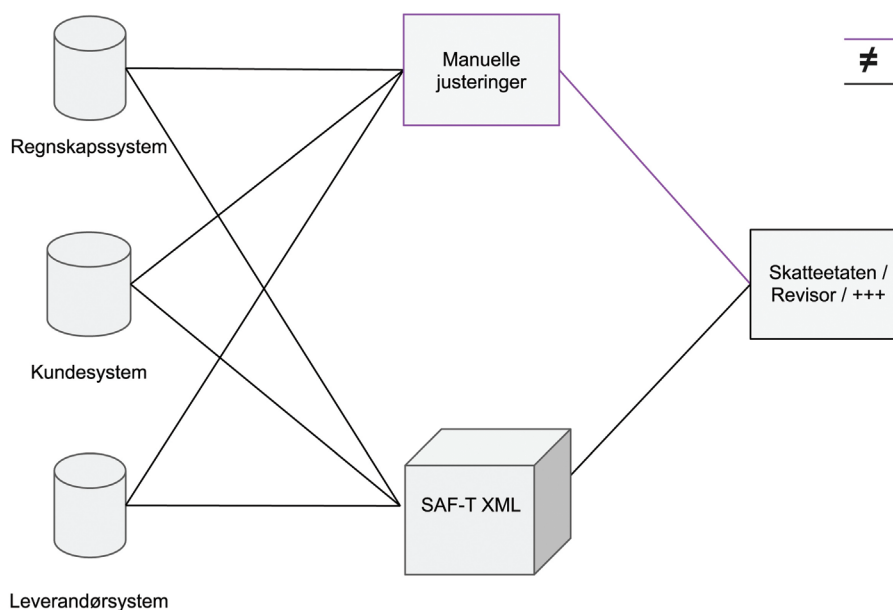 Manuelle
justeringer
≠
Regnskapssystem
Skatteetaten /
Revisor / +++
Kundesystem
SAF-T XML
Leverandørsystem